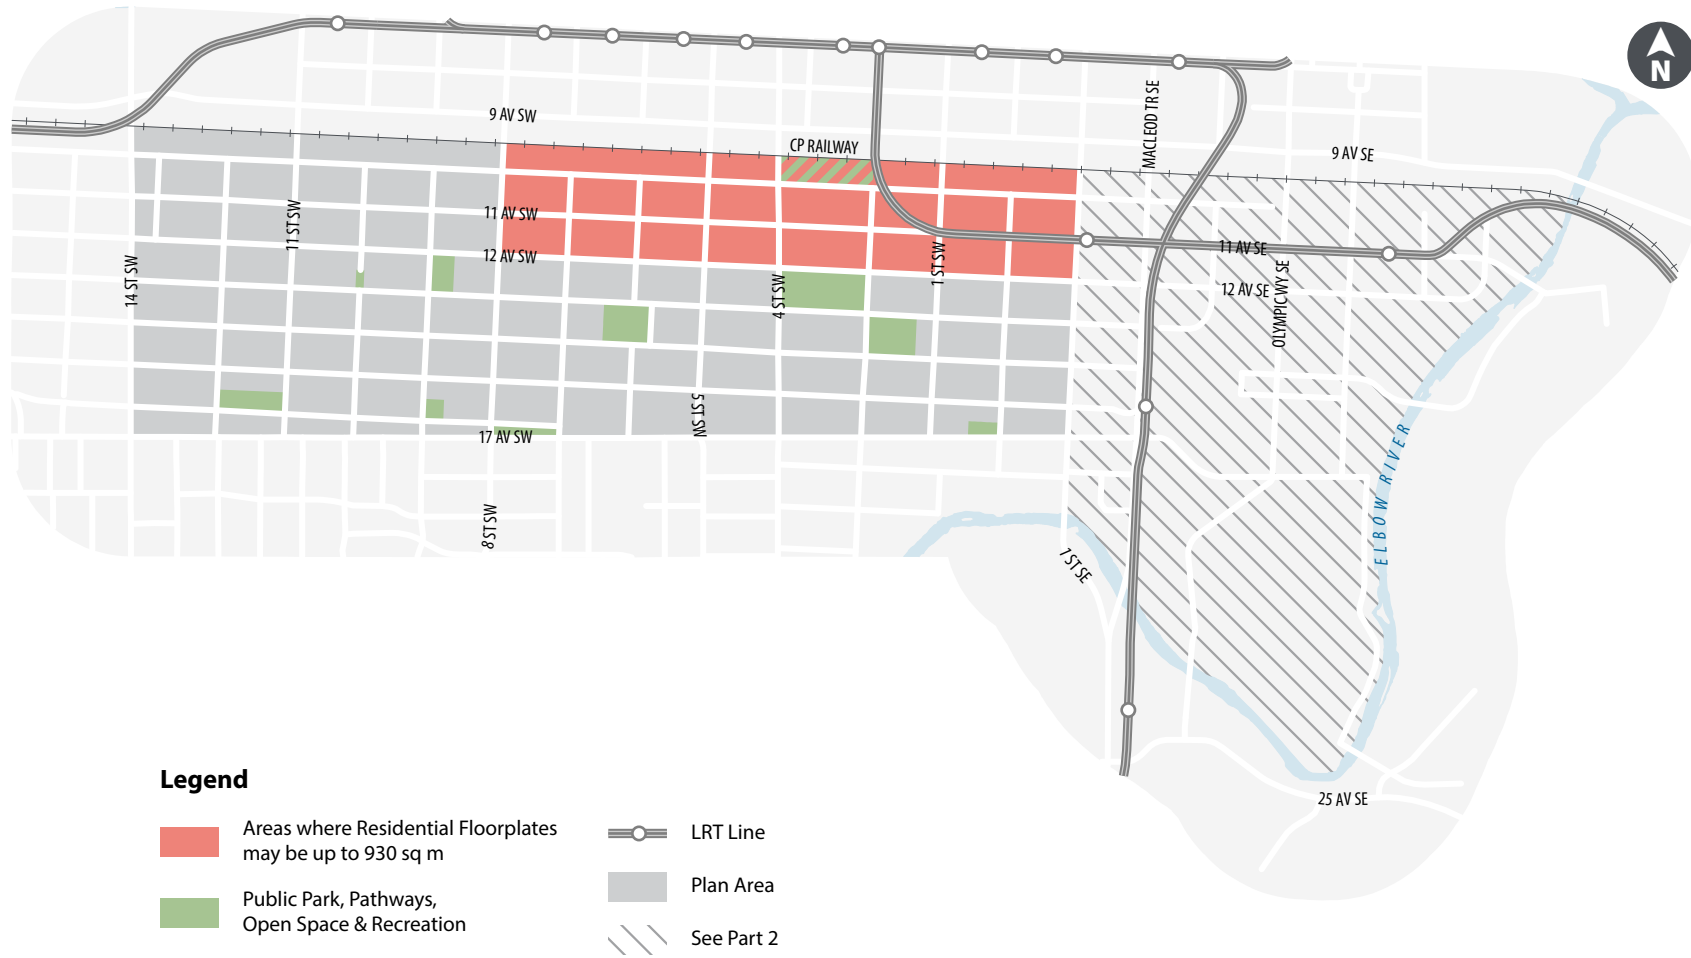 N
9 AV SW
MACLEOD TR SE
CP RAILWAY
9 AV SE
11 ST SW
11 AV SW
12 AV SW
14 ST SW
4 ST SW
1 ST SW
11 AV SE
12 AV SE
OLYMPIC WY SE
5 ST SW
17 AV SW
8 ST SW
1 ST SE
ELBOW RIVER
25 AV SE
Legend
Areas where Residential Floorplates
may be up to 930 sq m
Public Park, Pathways,
Open Space & Recreation
LRT Line
Plan Area
See Part 2